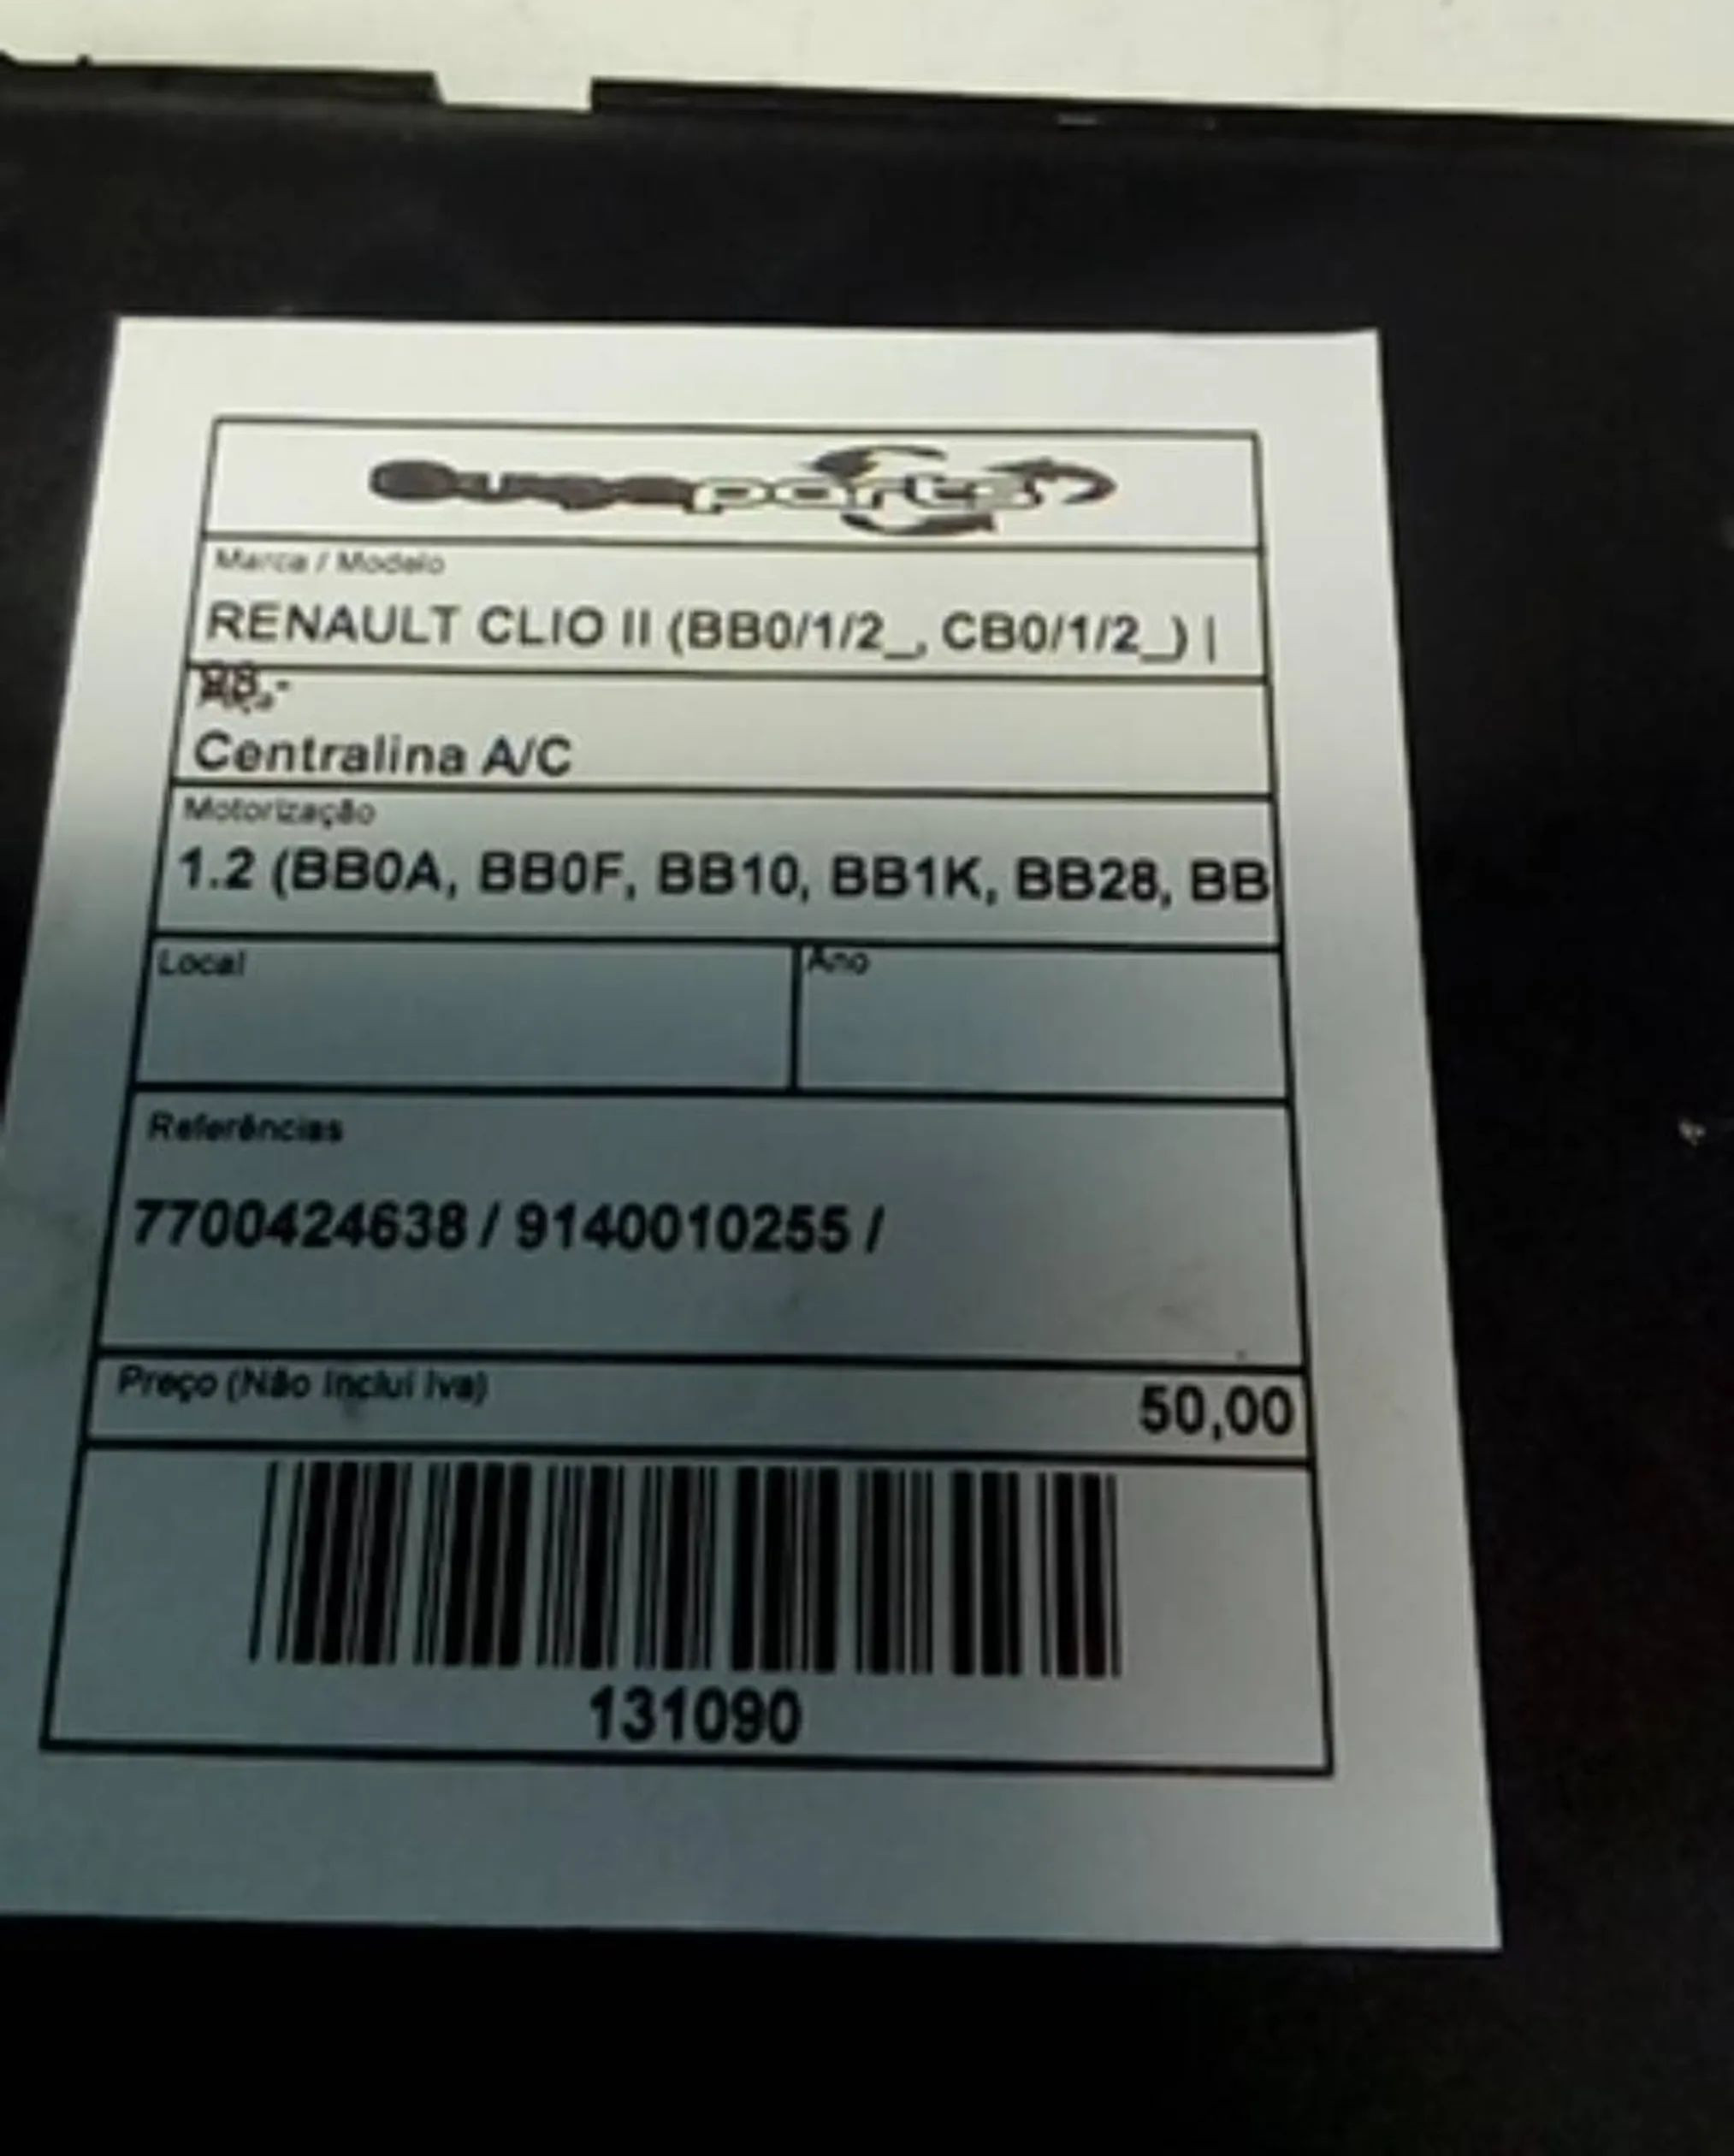 Ourémparts
Marca / Modelo
RENAULT CLIO II (BB0/1/2_, CB0/1/2_) |
98,-
Centralina A/C
Motorização
1.2 (BB0A, BB0F, BB10, BB1K, BB28, BB
Local
Ano
Referências
7700424638 / 9140010255 /
Preço (Não Inclui Iva)
50,00
131090